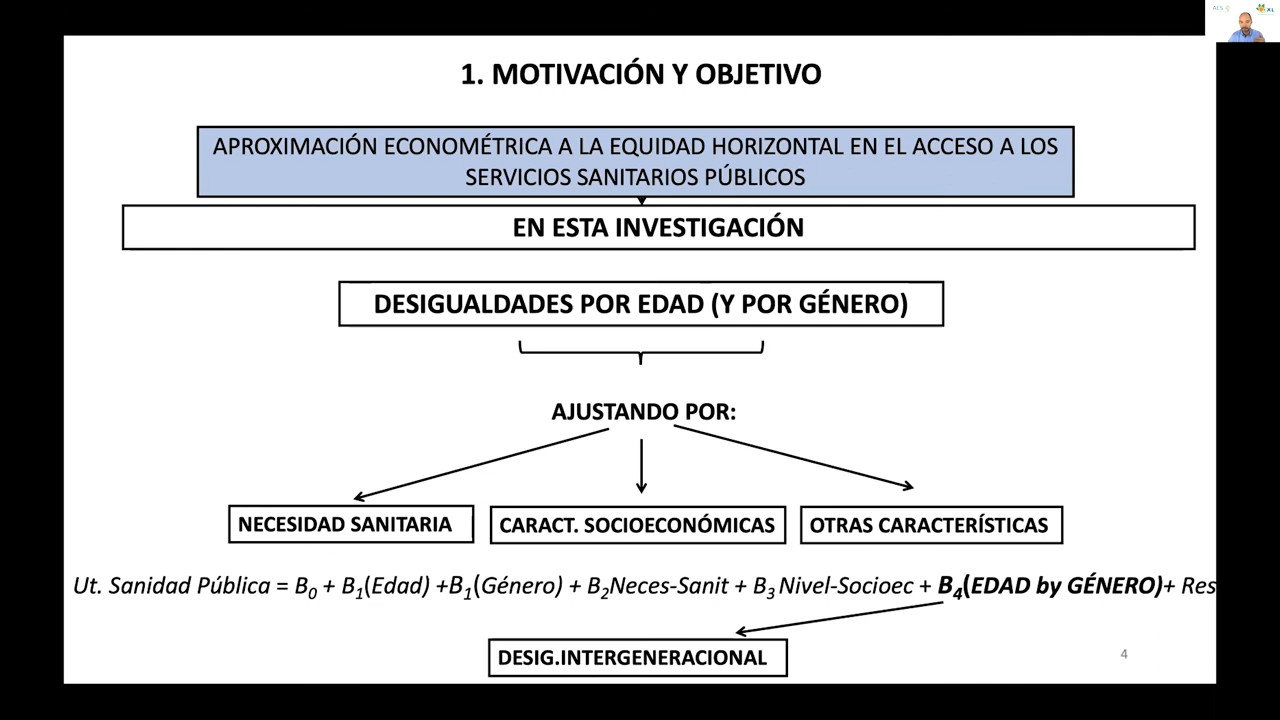 1. MOTIVACIÓN Y OBJETIVO
APROXIMACIÓN ECONOMÉTRICA A LA EQUIDAD HORIZONTAL EN EL ACCESO A LOS
SERVICIOS SANITARIOS PÚBLICOS
EN ESTA INVESTIGACIÓN
DESIGUALDADES POR EDAD (Y POR GÉNERO)
AJUSTANDO POR:
NECESIDAD SANITARIA
CARACT. SOCIOECONÓMICAS
OTRAS CARACTERÍSTICAS
Ut. Sanidad Pública = B0 + B1(Edad) +B1(Género) + B2Neces-Sanit + B3 Nivel-Socioec + B4(EDAD by GÉNERO)+ Res
DESIG.INTERGENERACIONAL
4